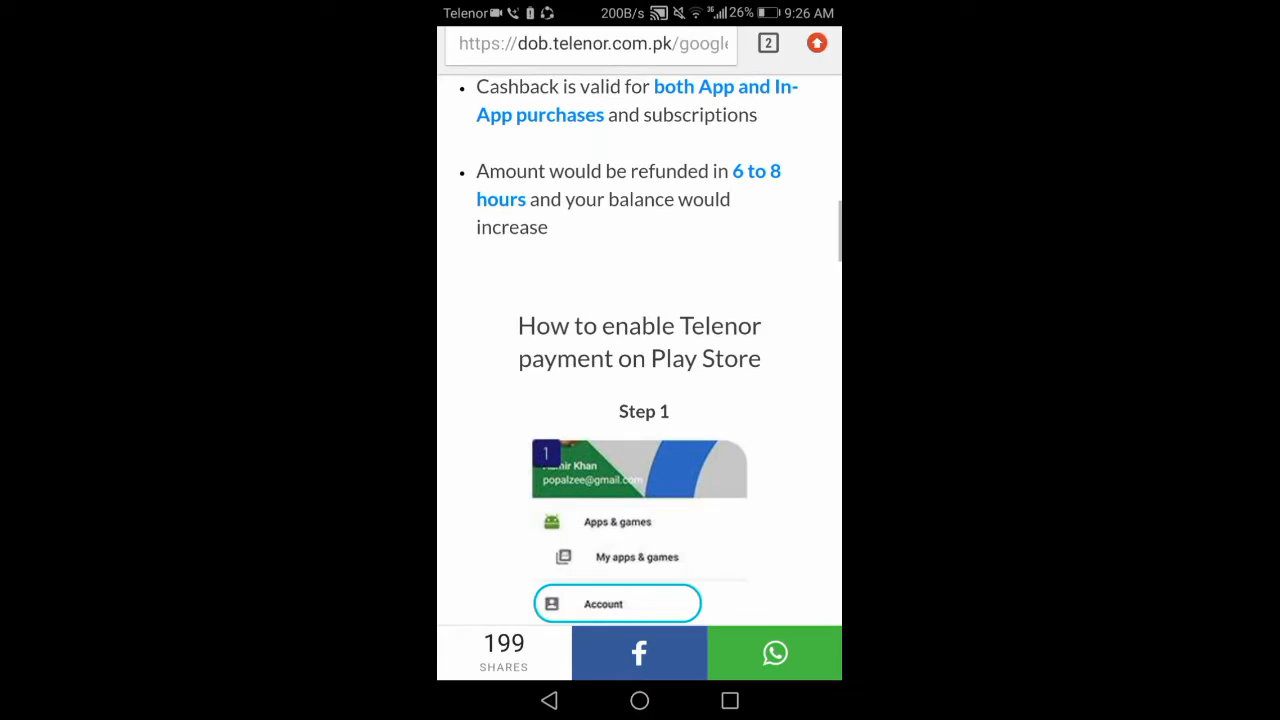 Telenor 200B/s 3G 26% 9:26 AM
https://dob.telenor.com.pk/google 2
• Cashback is valid for both App and In-
App purchases and subscriptions
• Amount would be refunded in 6 to 8
hours and your balance would
increase
How to enable Telenor
payment on Play Store
Step 1
1
Khan
popalzee@gmail.com
Apps & games
My apps & games
Account
199
SHARES